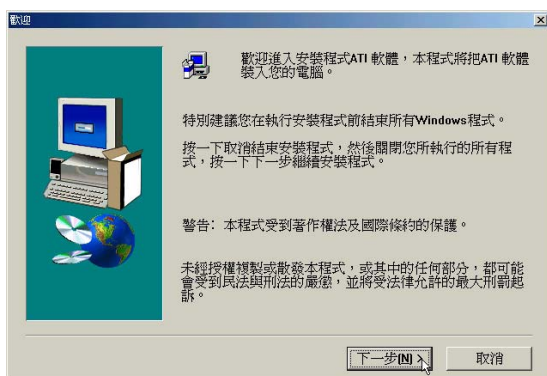 歡迎
歡迎進入安裝程式ATI 軟體，本程式將把ATI 軟體
裝入您的電腦。
特別建議您在執行安裝程式前結束所有Windows程式。
按一下取消結束安裝程式，然後關閉您所執行的所有程
式，按一下下一步繼續安裝程式。
警告: 本程式受到著作權法及國際條約的保護。
未經授權複製或散發本程式，或其中的任何部分，都可能
會受到民法與刑法的嚴懲，並將受法律允許的最大刑罰起
訴。
下一步(N) >
取消